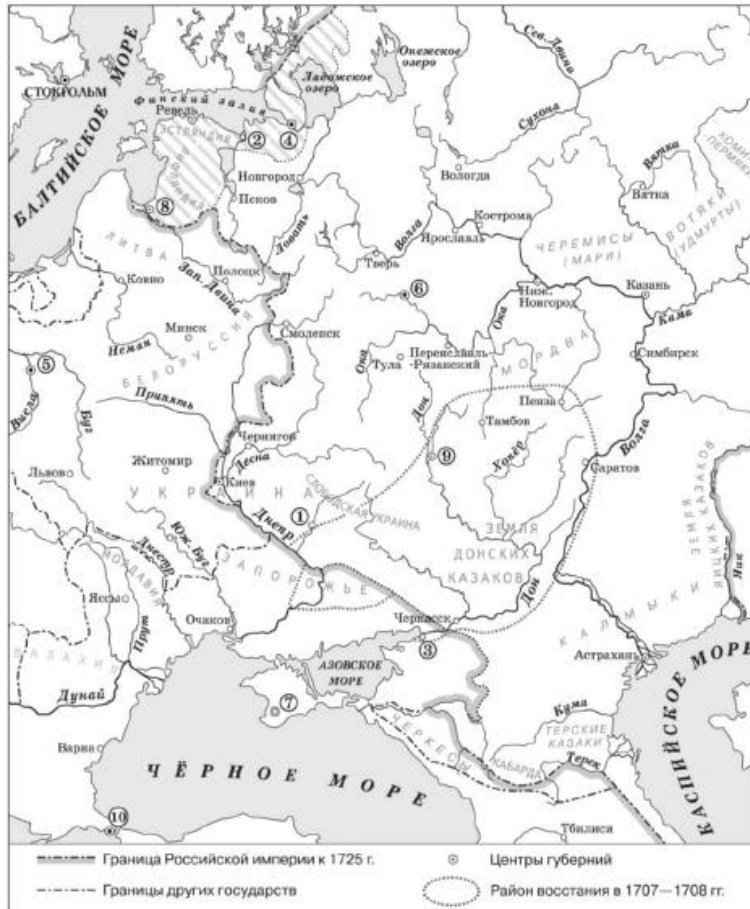 Онежское
озеро
Сев. Двина
Ладожское
озеро
СТОКГОЛЬМ
БАЛТИЙСКОЕ МОРЕ
Финский залив
Ревель
ЭСТЛЯНДИЯ
②
④
Сухона
КОМИ-
ПЕРМЯКИ
Вятка
Вятка
ВОТЯКИ
(УДМУРТЫ)
Новгород
Вологда
Псков
⑧
Ловать
Волга
Кострома
Ярославль
ЧЕРЕМИСЫ
(МАРИ)
ЛИТВА
Зап. Двина
Полоцк
Тверь
Ковно
⑥
Ниж.
Новгород
Казань
Кама
Минск
Смоленск
Ока
Ока
Неман
БЕЛОРУССИЯ
Переяславль
-Рязанский
Тула
МОРДВА
Симбирск
⑤
Висла
Буг
Припять
Дон
Пенза
Тамбов
Волга
Чернигов
Десна
⑨
Хопёр
Саратов
Житомир
Львов
Киев
УКРАИНА
Днепр
①
СЛОБОДСКАЯ УКРАИНА
ЗЕМЛЯ
ДОНСКИХ
КАЗАКОВ
ЗЕМЛЯ
ЯИЦКИХ КАЗАКОВ
Яик
Юж. Буг
Днестр
МОЛДАВИЯ
ЗАПОРОЖЬЕ
Дон
КАЛМЫКИ
Яссы
Прут
Очаков
Черкасск
③
Астрахань
ВАЛАХИЯ
АЗОВСКОЕ
МОРЕ
Дунай
⑦
Кума
ЧЕРКЕСЫ
ТЕРСКИЕ
КАЗАКИ
КАБАРДА
Терек
КАСПИЙСКОЕ МОРЕ
Варна
ЧЁРНОЕ МОРЕ
⑩
Тбилиси
Граница Российской империи к 1725 г.
Центры губерний
Границы других государств
Район восстания в 1707—1708 гг.